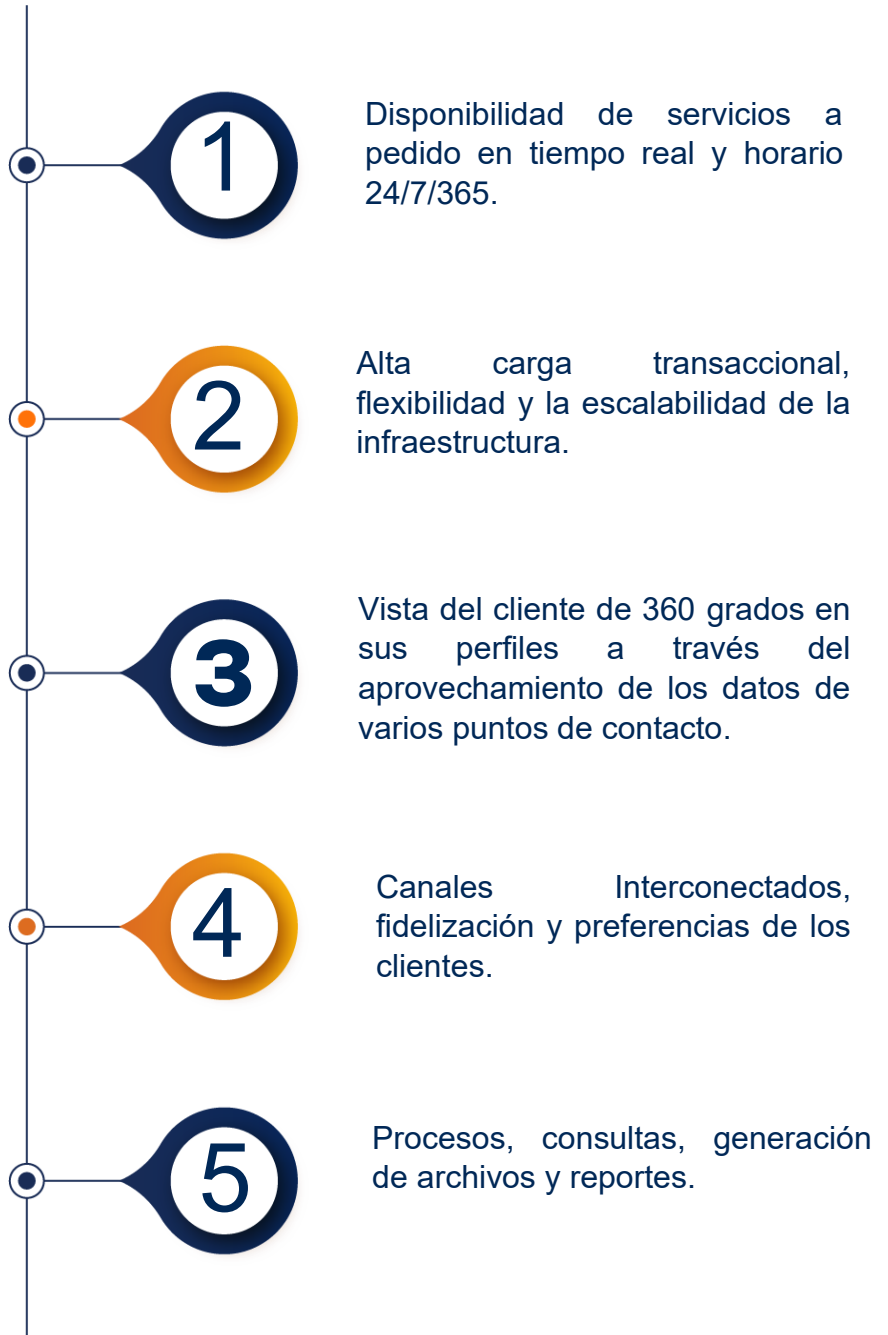 1
Disponibilidad de servicios a
pedido en tiempo real y horario
24/7/365.
2
Alta carga transaccional,
flexibilidad y la escalabilidad de la
infraestructura.
3
Vista del cliente de 360 grados en
sus perfiles a través del
aprovechamiento de los datos de
varios puntos de contacto.
4
Canales Interconectados,
fidelización y preferencias de los
clientes.
5
Procesos, consultas, generación
de archivos y reportes.